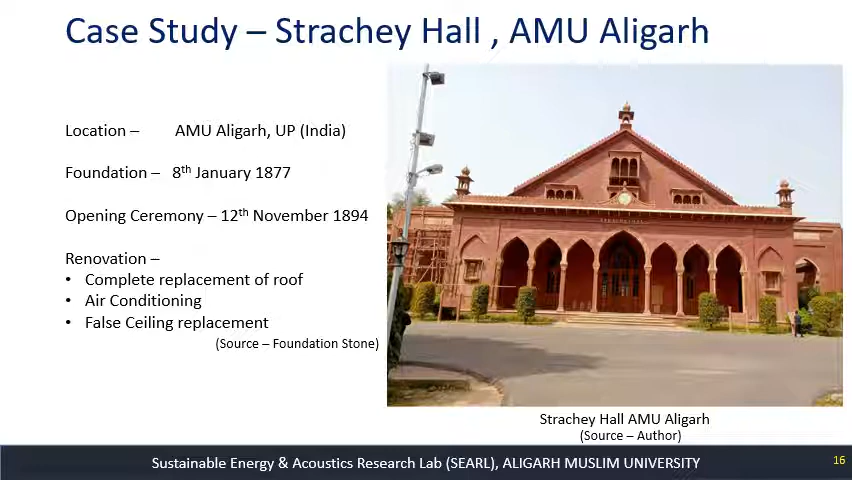 Case Study – Strachey Hall , AMU Aligarh
Location – AMU Aligarh, UP (India)
Foundation – 8th January 1877
Opening Ceremony – 12th November 1894
Renovation –
• Complete replacement of roof
• Air Conditioning
• False Ceiling replacement
(Source – Foundation Stone)
Strachey Hall AMU Aligarh
(Source – Author)
Sustainable Energy & Acoustics Research Lab (SEARL), ALIGARH MUSLIM UNIVERSITY
16